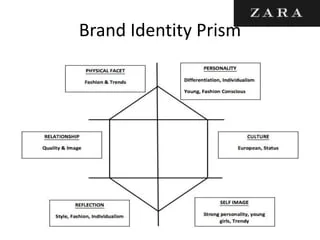 ZARA
Brand Identity Prism
PHYSICAL FACET
Fashion & Trends
PERSONALITY
Differentiation, Individualism
Young, Fashion Conscious
RELATIONSHIP
Quality & Image
CULTURE
European, Status
REFLECTION
Style, Fashion, Individualism
SELF IMAGE
Strong personality, young
girls, Trendy